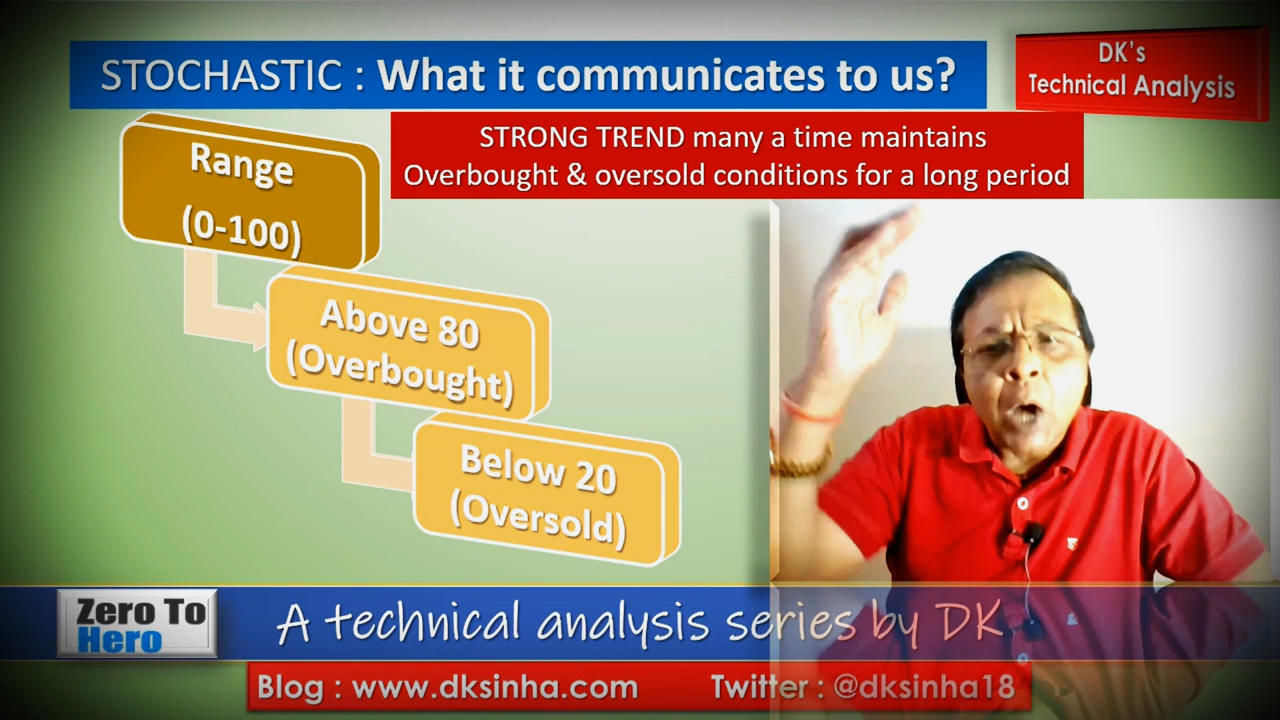 STOCHASTIC : What it communicates to us?
DK's
Technical Analysis
STRONG TREND many a time maintains
Overbought & oversold conditions for a long period
Range
(0-100)
Above 80
(Overbought)
Below 20
(Oversold)
Zero To
Hero
A technical analysis series by DK
Blog : www.dksinha.com Twitter : @dksinha18